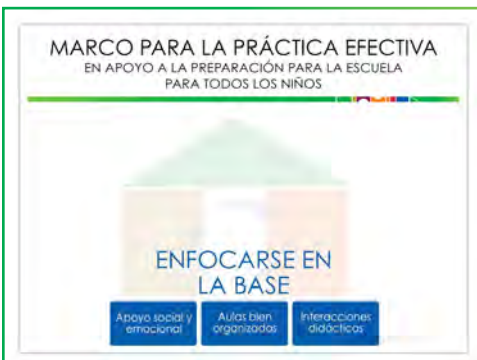 MARCO PARA LA PRÁCTICA EFECTIVA
EN APOYO A LA PREPARACIÓN PARA LA ESCUELA
PARA TODOS LOS NIÑOS
ENFOCARSE EN
LA BASE
Apoyo social y
emocional
Aulas bien
organizadas
Interacciones
didácticas